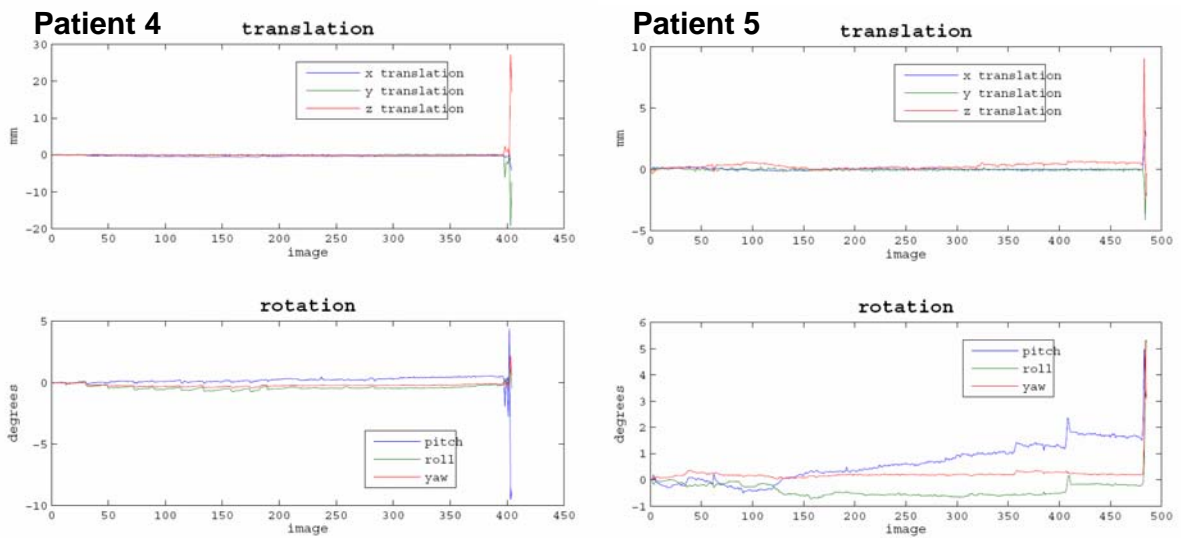 Patient 4
translation
30
20
10
0
-10
-20
mm
x translation
y translation
z translation
0 50 100 150 200 250 300 350 400 450
image
Patient 5
translation
10
5
0
-5
mm
x translation
y translation
z translation
0 50 100 150 200 250 300 350 400 450 500
image
rotation
5
0
-5
-10
degrees
pitch
roll
yaw
0 50 100 150 200 250 300 350 400 450
image
rotation
6
5
4
3
2
1
0
-1
degrees
pitch
roll
yaw
0 50 100 150 200 250 300 350 400 450 500
image